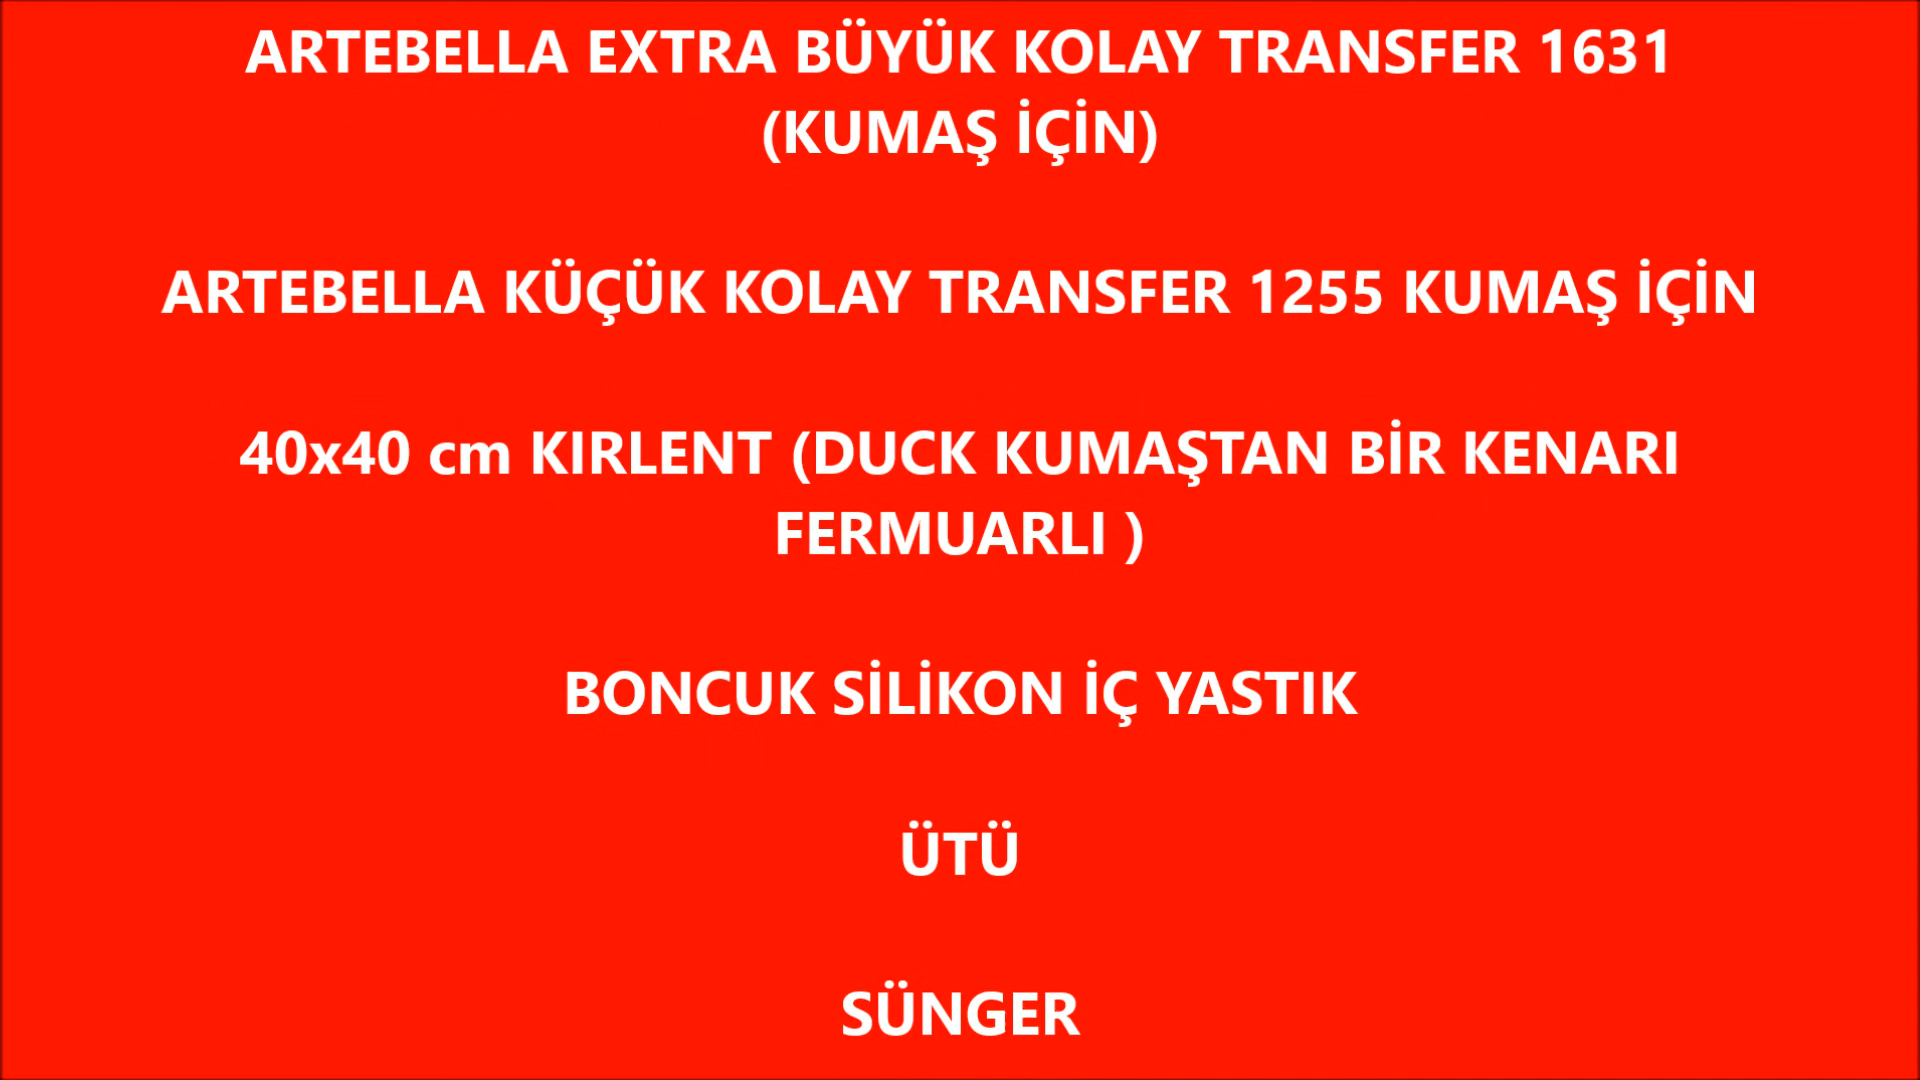 ARTEBELLA EXTRA BÜYÜK KOLAY TRANSFER 1631
(KUMAŞ İÇİN)
ARTEBELLA KÜÇÜK KOLAY TRANSFER 1255 KUMAŞ İÇİN
40x40 cm KIRLENT (DUCK KUMAŞTAN BİR KENARI
FERMUARLI )
BONCUK SİLİKON İÇ YASTIK
ÜTÜ
SÜNGER